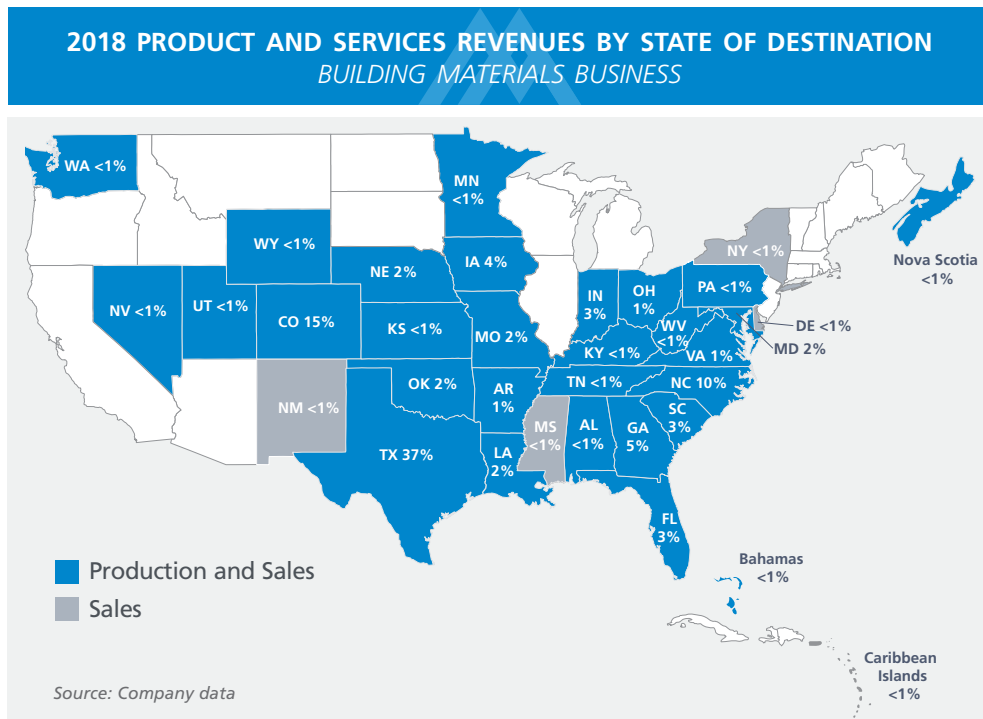 2018 PRODUCT AND SERVICES REVENUES BY STATE OF DESTINATION
BUILDING MATERIALS BUSINESS
WA <1%
MN
<1%
WY <1%
NE 2%
IA 4%
NY <1%
Nova Scotia
<1%
NV <1%
UT <1%
CO 15%
KS <1%
MO 2%
IN
3%
OH
1%
PA <1%
WV
<1%
DE <1%
MD 2%
KY <1%
VA 1%
NM <1%
OK 2%
AR
1%
TN <1%
NC 10%
SC
3%
TX 37%
LA
2%
MS
<1%
AL
<1%
GA
5%
FL
3%
Production and Sales
Sales
Bahamas
<1%
Caribbean
Islands
<1%
Source: Company data